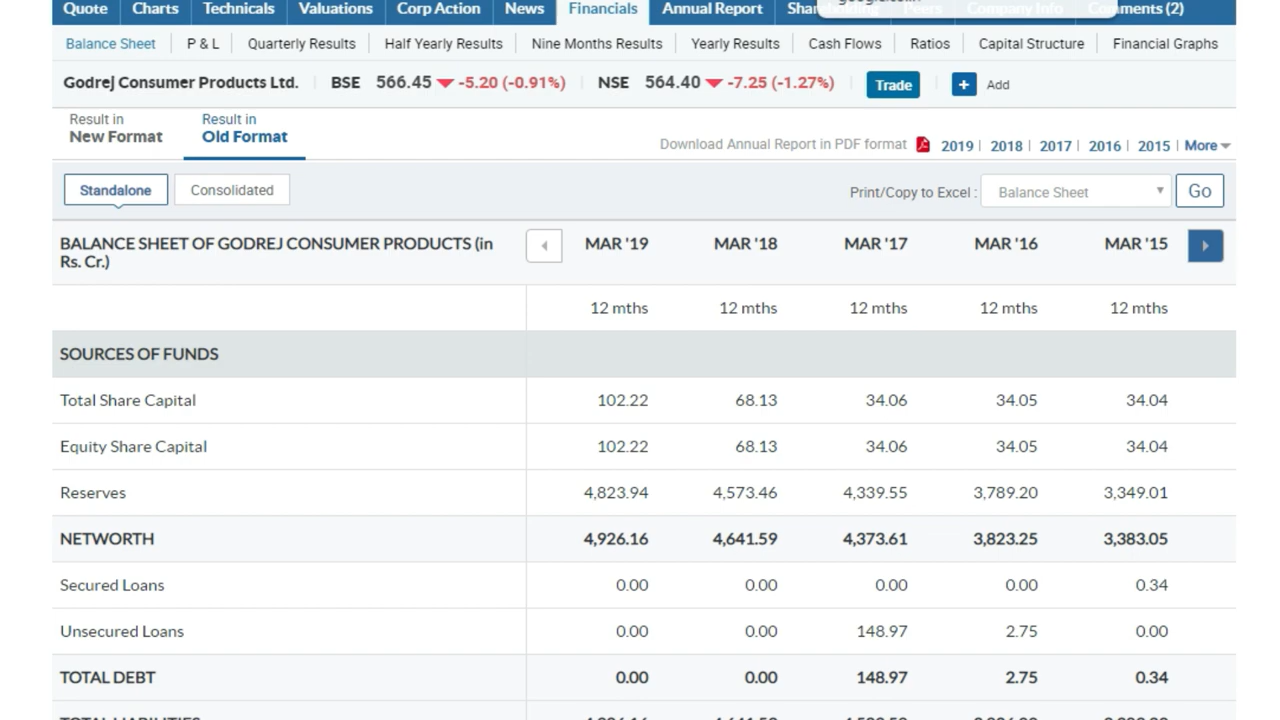 Quote Charts Technicals Valuations Corp Action News Financials Annual Report Peers Company Info Comments (2)
Balance Sheet P & L Quarterly Results Half Yearly Results Nine Months Results Yearly Results Cash Flows Ratios Capital Structure Financial Graphs
Godrej Consumer Products Ltd. BSE 566.45 -5.20 (-0.91%) NSE 564.40 -7.25 (-1.27%) Trade + Add
Result in Result in
New Format Old Format
Download Annual Report in PDF format 2019 2018 2017 2016 2015 More
Standalone Consolidated Print/Copy to Excel : Balance Sheet Go
BALANCE SHEET OF GODREJ CONSUMER PRODUCTS (in MAR '19 MAR '18 MAR '17 MAR '16 MAR '15
Rs. Cr.)
12 mths 12 mths 12 mths 12 mths 12 mths
SOURCES OF FUNDS
Total Share Capital 102.22 68.13 34.06 34.05 34.04
Equity Share Capital 102.22 68.13 34.06 34.05 34.04
Reserves 4,823.94 4,573.46 4,339.55 3,789.20 3,349.01
NETWORTH 4,926.16 4,641.59 4,373.61 3,823.25 3,383.05
Secured Loans 0.00 0.00 0.00 0.00 0.34
Unsecured Loans 0.00 0.00 148.97 2.75 0.00
TOTAL DEBT 0.00 0.00 148.97 2.75 0.34